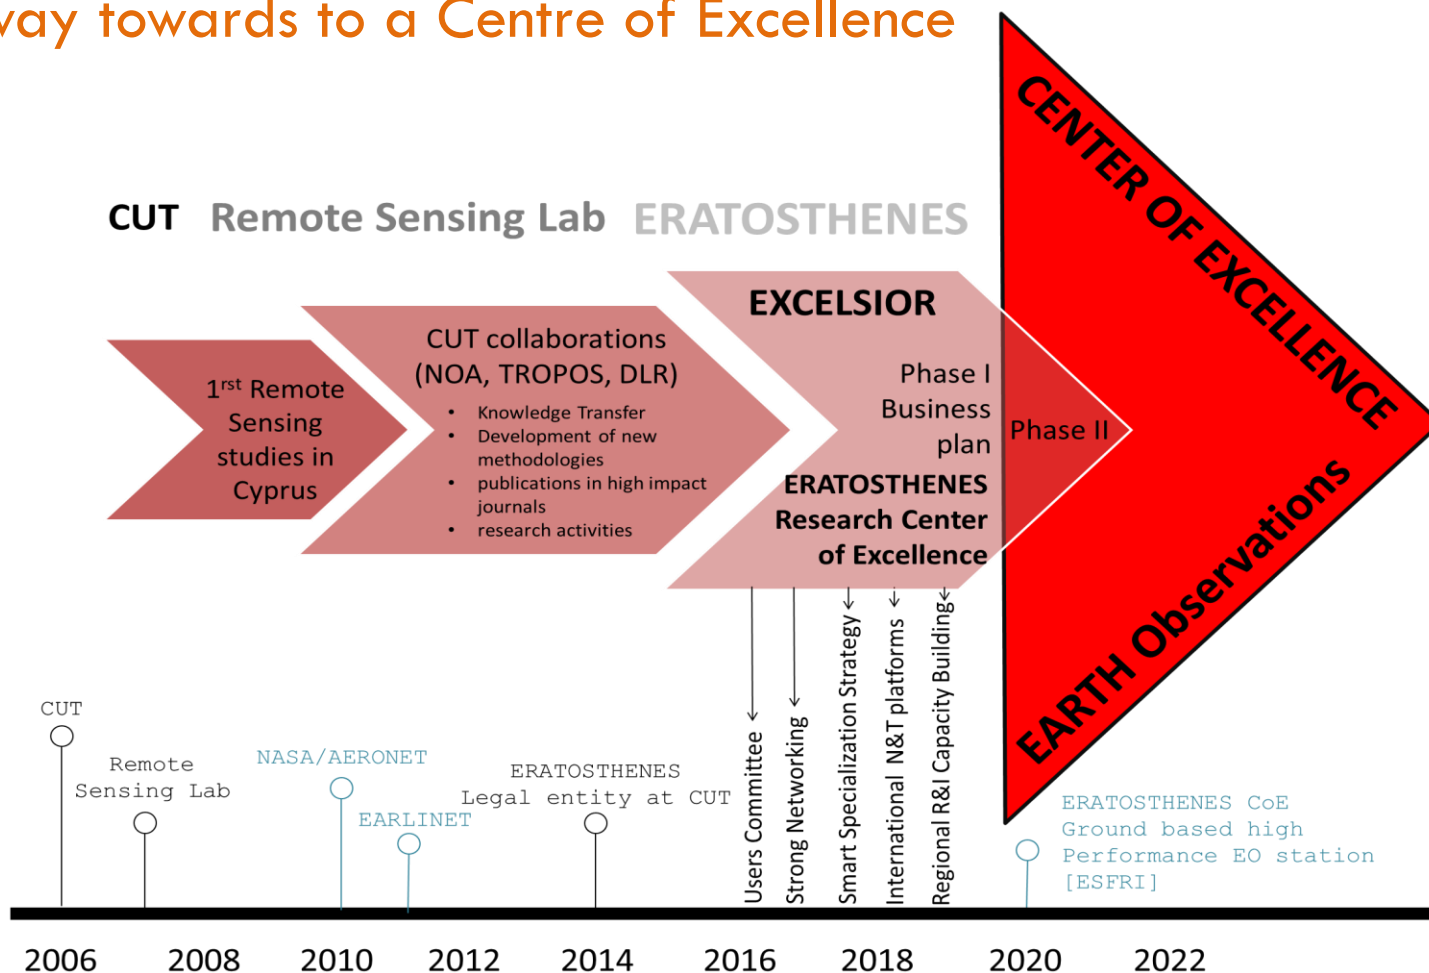 way towards to a Centre of Excellence
CUT Remote Sensing Lab ERATOSTHENES
1rst Remote
Sensing
studies in
Cyprus
CUT collaborations
(NOA, TROPOS, DLR)
• Knowledge Transfer
• Development of new
methodologies
• publications in high impact
journals
• research activities
EXCELSIOR
Phase I
Business
plan
ERATOSTHENES
Research Center
of Excellence
Phase II
CENTER OF EXCELLENCE
EARTH Observations
Users Committee
Strong Networking
Smart Specialization Strategy
International N&T platforms
Regional R&I Capacity Building
CUT
Remote
Sensing Lab
NASA/AERONET
EARLINET
ERATOSTHENES
Legal entity at CUT
ERATOSTHENES CoE
Ground based high
Performance EO station
[ESFRI]
2006 2008 2010 2012 2014 2016 2018 2020 2022